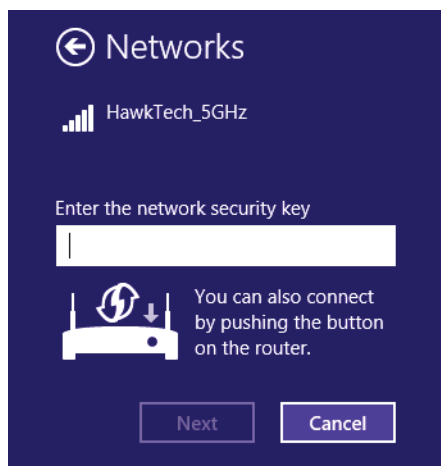 Networks
HawkTech_5GHz
Enter the network security key
You can also connect
by pushing the button
on the router.
Next
Cancel